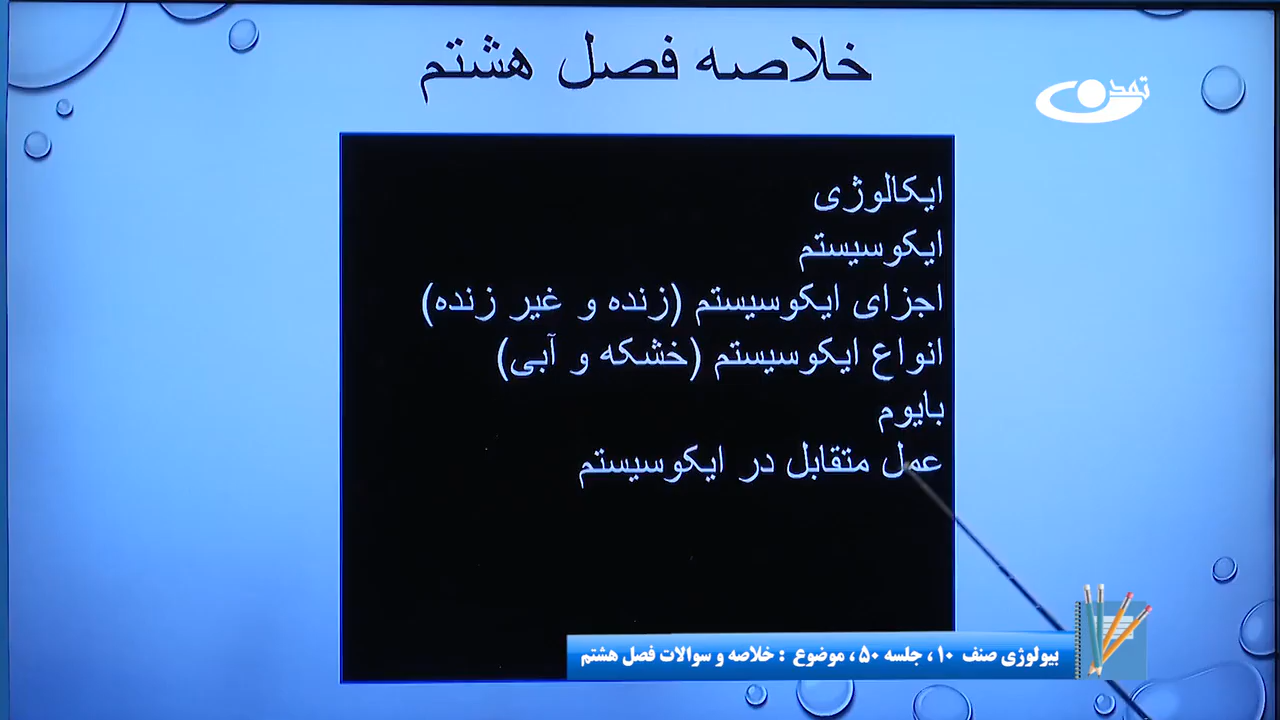 خلاصه فصل هشتم
تمدن
ایکالوژی
ایکوسیستم
اجزای ایکوسیستم (زنده و غیر زنده)
انواع ایکوسیستم (خشکه و آبی)
بایوم
عمل متقابل در ایکوسیستم
بیولوژی صنف ۱۰، جلسه ۵۰، موضوع : خلاصه و سوالات فصل هشتم